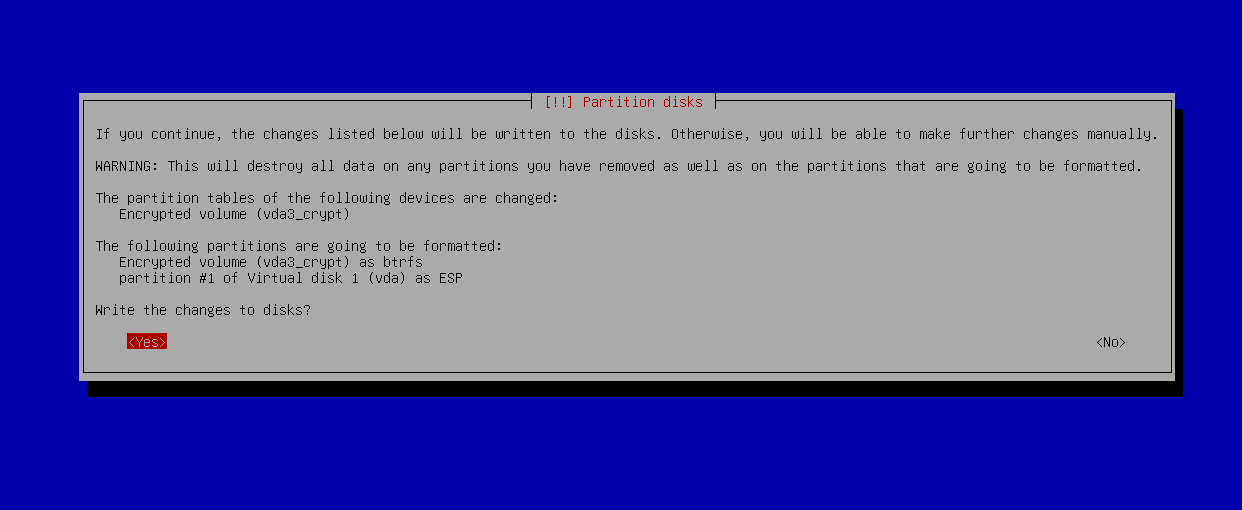 [!!] Partition disks
If you continue, the changes listed below will be written to the disks. Otherwise, you will be able to make further changes manually.
WARNING: This will destroy all data on any partitions you have removed as well as on the partitions that are going to be formatted.
The partition tables of the following devices are changed:
Encrypted volume (vda3_crypt)
The following partitions are going to be formatted:
Encrypted volume (vda3_crypt) as btrfs
partition #1 of Virtual disk 1 (vda) as ESP
Write the changes to disks?
<Yes> <No>